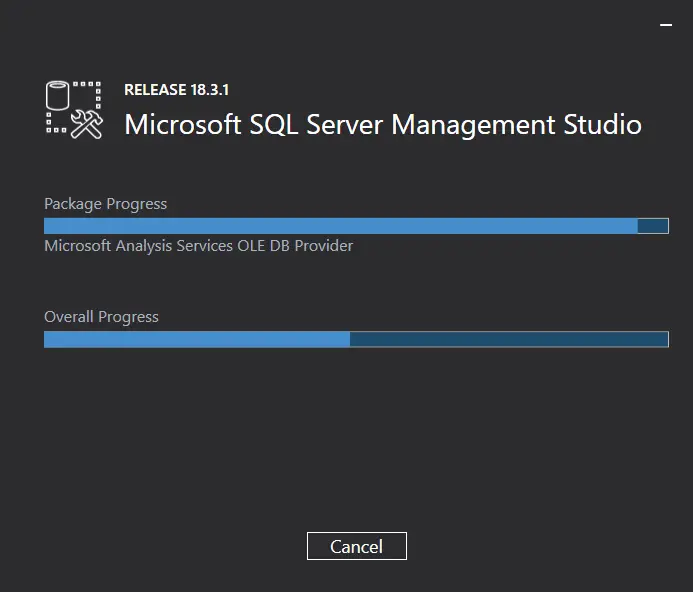 RELEASE 18.3.1
Microsoft SQL Server Management Studio
Package Progress
Microsoft Analysis Services OLE DB Provider
Overall Progress
Cancel